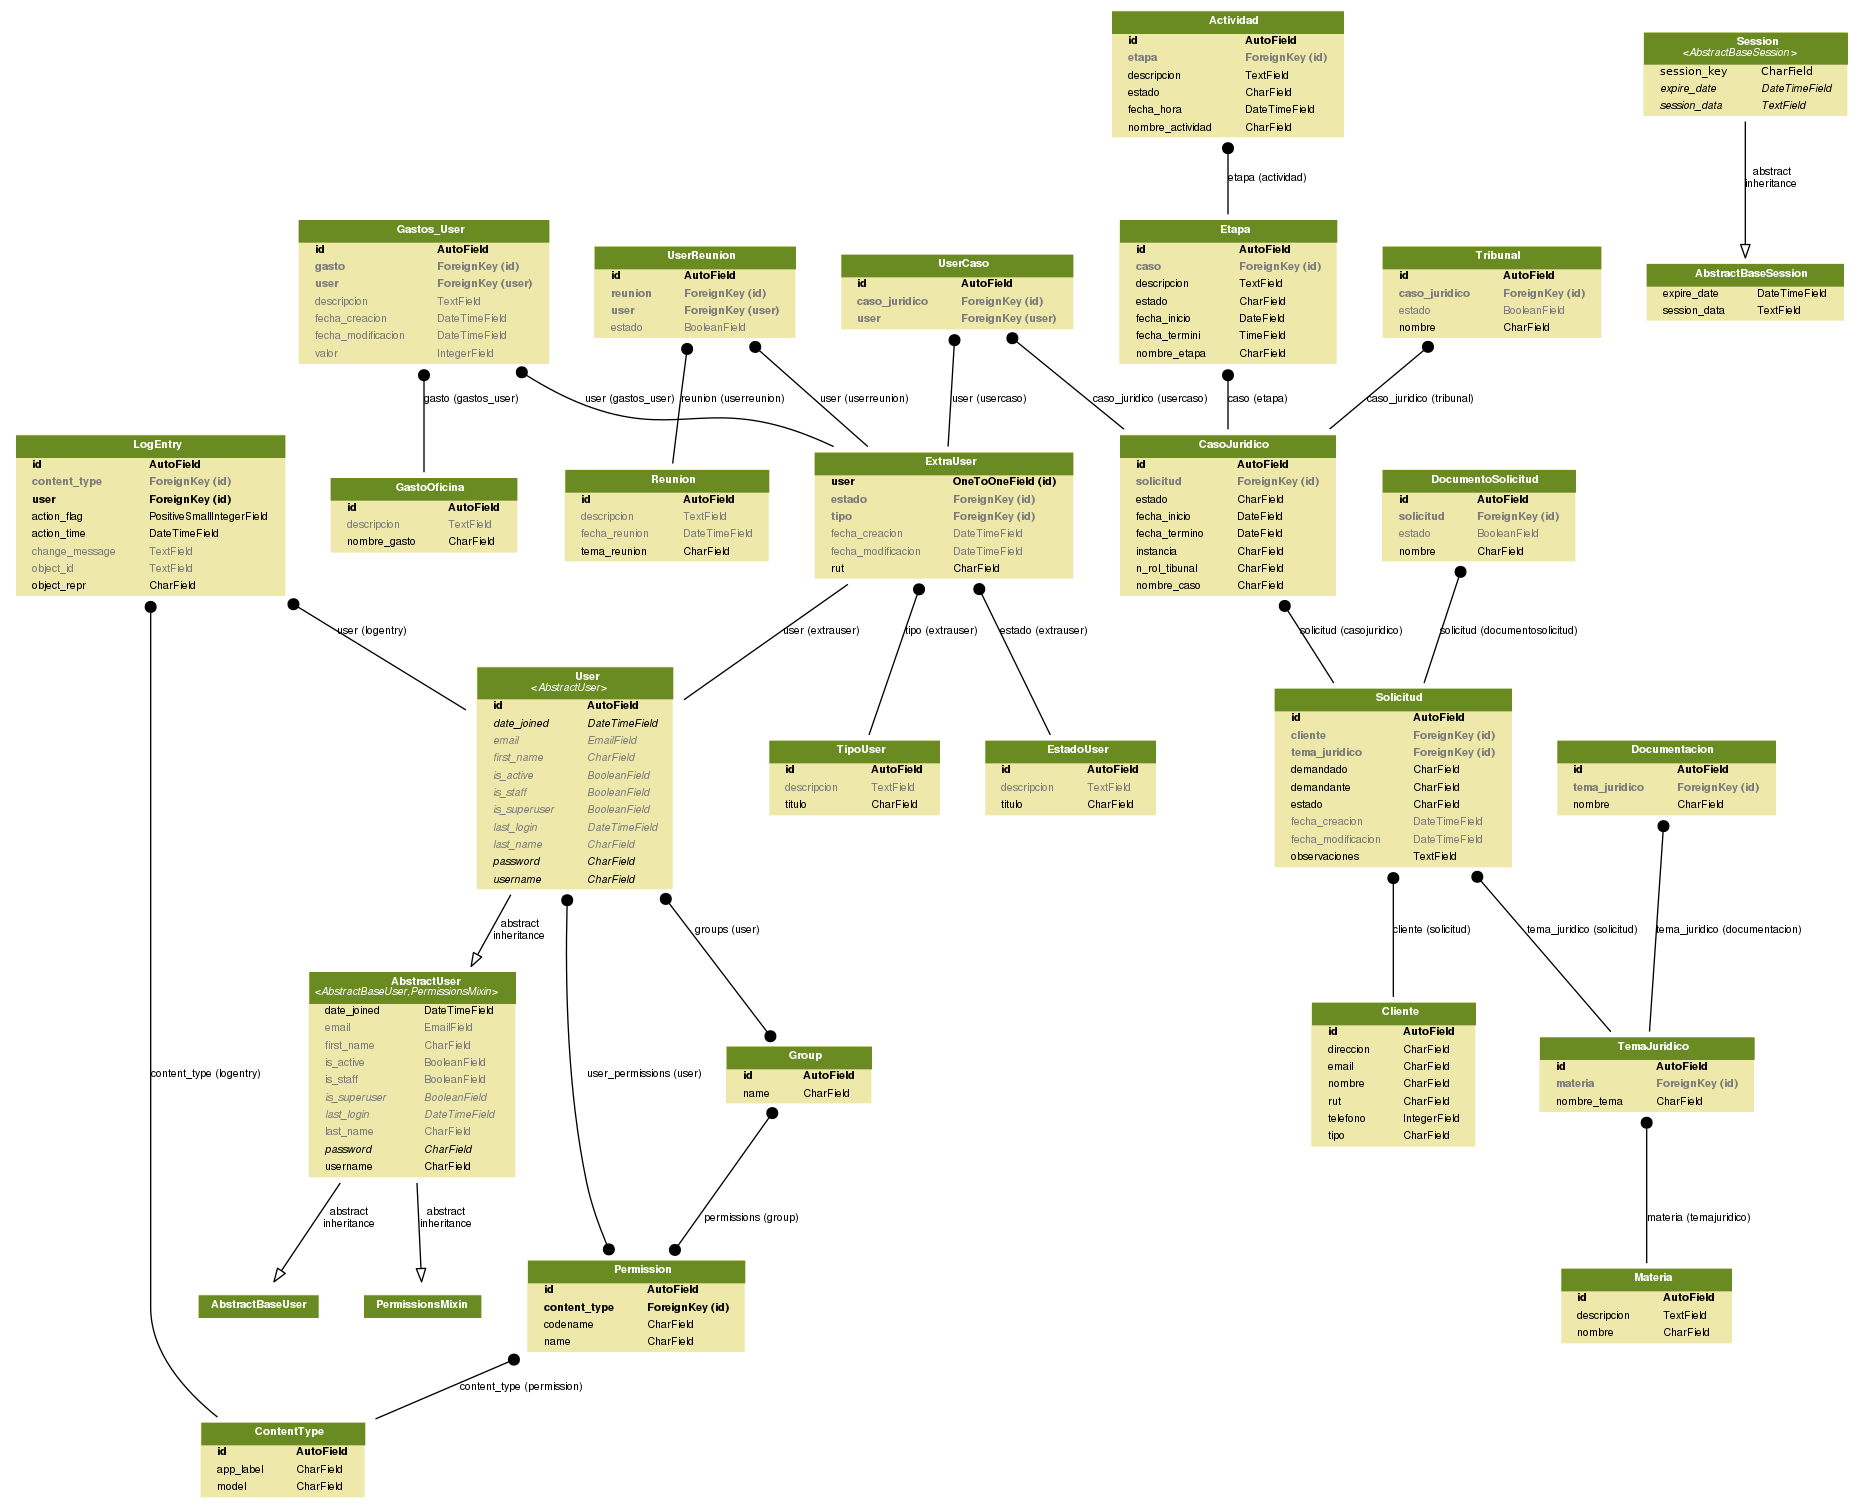 Actividad
id AutoField
etapa ForeignKey (id)
descripcion TextField
estado CharField
fecha_hora DateTimeField
nombre_actividad CharField
Session
<AbstractBaseSession>
session_key CharField
expire_date DateTimeField
session_data TextField
etapa (actividad)
abstract
inheritance
Gastos_User
id AutoField
gasto ForeignKey (id)
user ForeignKey (user)
descripcion TextField
fecha_creacion DateTimeField
fecha_modificacion DateTimeField
valor IntegerField
UserReunion
id AutoField
reunion ForeignKey (id)
user ForeignKey (user)
estado BooleanField
UserCaso
id AutoField
caso_juridico ForeignKey (id)
user ForeignKey (user)
Etapa
id AutoField
caso ForeignKey (id)
descripcion TextField
estado CharField
fecha_inicio DateField
fecha_termini TimeField
nombre_etapa CharField
Tribunal
id AutoField
caso_juridico ForeignKey (id)
estado BooleanField
nombre CharField
AbstractBaseSession
expire_date DateTimeField
session_data TextField
gasto (gastos_user)
user (gastos_user)
reunion (userreunion)
user (userreunion)
user (usercaso)
caso_juridico (usercaso)
caso (etapa)
caso_juridico (tribunal)
LogEntry
id AutoField
content_type ForeignKey (id)
user ForeignKey (id)
action_flag PositiveSmallIntegerField
action_time DateTimeField
change_message TextField
object_id TextField
object_repr CharField
GastoOficina
id AutoField
descripcion TextField
nombre_gasto CharField
Reunion
id AutoField
descripcion TextField
fecha_reunion DateTimeField
tema_reunion CharField
ExtraUser
user OneToOneField (id)
estado ForeignKey (id)
tipo ForeignKey (id)
fecha_creacion DateTimeField
fecha_modificacion DateTimeField
rut CharField
CasoJuridico
id AutoField
solicitud ForeignKey (id)
estado CharField
fecha_inicio DateField
fecha_termino DateField
instancia CharField
n_rol_tibunal CharField
nombre_caso CharField
DocumentoSolicitud
id AutoField
solicitud ForeignKey (id)
estado BooleanField
nombre CharField
user (logentry)
user (extrauser)
tipo (extrauser)
estado (extrauser)
solicitud (casojuridico)
solicitud (documentosolicitud)
User
<AbstractUser>
id AutoField
date_joined DateTimeField
email EmailField
first_name CharField
is_active BooleanField
is_staff BooleanField
is_superuser BooleanField
last_login DateTimeField
last_name CharField
password CharField
username CharField
TipoUser
id AutoField
descripcion TextField
titulo CharField
EstadoUser
id AutoField
descripcion TextField
titulo CharField
Solicitud
id AutoField
cliente ForeignKey (id)
tema_juridico ForeignKey (id)
demandado CharField
demandante CharField
estado CharField
fecha_creacion DateTimeField
fecha_modificacion DateTimeField
observaciones TextField
Documentacion
id AutoField
tema_juridico ForeignKey (id)
nombre CharField
abstract
inheritance
groups (user)
cliente (solicitud)
tema_juridico (solicitud)
tema_juridico (documentacion)
AbstractUser
<AbstractBaseUser,PermissionsMixin>
date_joined DateTimeField
email EmailField
first_name CharField
is_active BooleanField
is_staff BooleanField
is_superuser BooleanField
last_login DateTimeField
last_name CharField
password CharField
username CharField
content_type (logentry)
user_permissions (user)
Group
id AutoField
name CharField
Cliente
id AutoField
direccion CharField
email CharField
nombre CharField
rut CharField
telefono IntegerField
tipo CharField
TemaJuridico
id AutoField
materia ForeignKey (id)
nombre_tema CharField
abstract
inheritance
abstract
inheritance
permissions (group)
materia (temajuridico)
AbstractBaseUser
PermissionsMixin
Permission
id AutoField
content_type ForeignKey (id)
codename CharField
name CharField
Materia
id AutoField
descripcion TextField
nombre CharField
content_type (permission)
ContentType
id AutoField
app_label CharField
model CharField